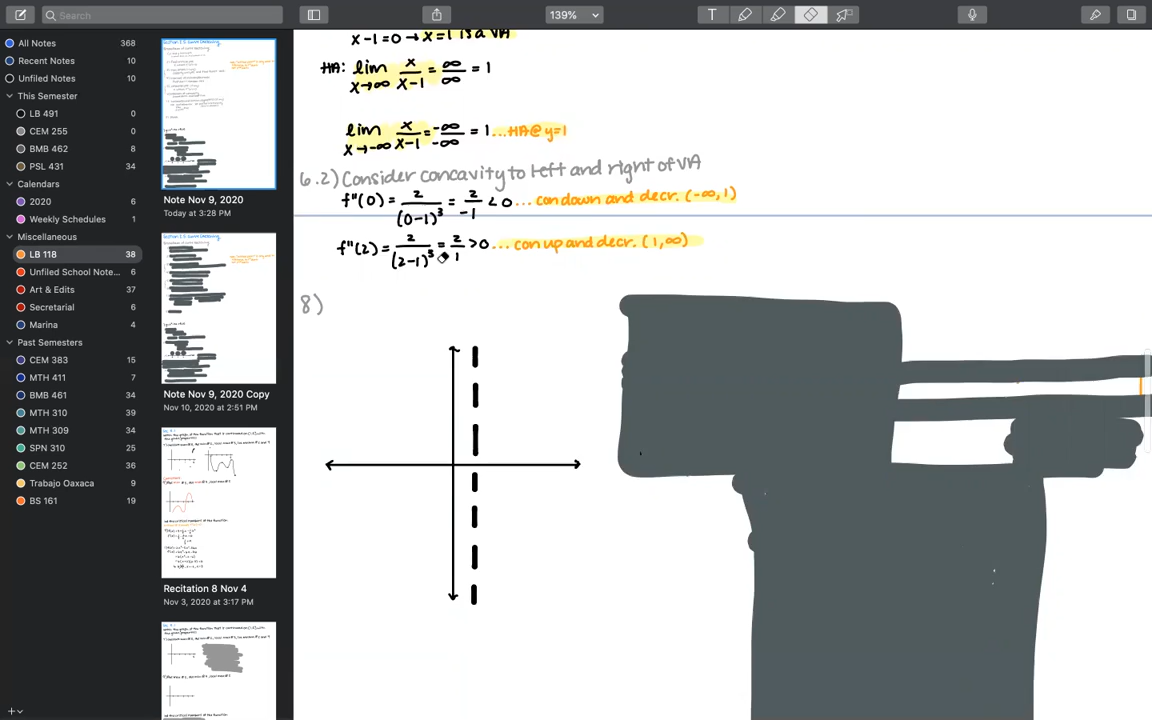 Search
139%
T
All Notes 368
Recent Notes 10
Unfiled Notes 10
This Semester
LB 491 0
CEM 255 0
BMB 462 8
PSL 431 34
Calendars
2020 6
Weekly Schedules 1
Miscellaneous
LB 118 38
Unfiled School Note... 6
Art & Edits 37
Secretarial 6
Marina 4
Past Semesters
CEM 383 15
MTH 411 7
BMB 461 34
MTH 310 39
MTH 309 34
SPN 310 25
CEM 252 36
Trabajo Oaxaca 9
BS 161 19
Note Nov 9, 2020
Today at 3:28 PM
Note Nov 9, 2020 Copy
Nov 10, 2020 at 2:51 PM
Recitation 8 Nov 4
Nov 3, 2020 at 3:17 PM
x-1=0 → x=1 is a VA
HA: lim x→∞ x/(x-1) = ∞/∞ = 1
lim x→-∞ x/(x-1) = -∞/-∞ = 1 ...HA@ y=1
6.2) Consider concavity to left and right of VA
f"(0) = 2/(0-1)³ = 2/-1 < 0 ... con down and decr. (-∞,1)
f"(2) = 2/(2-1)³ = 2/1 >0 ... con up and decr. (1,∞)
8)